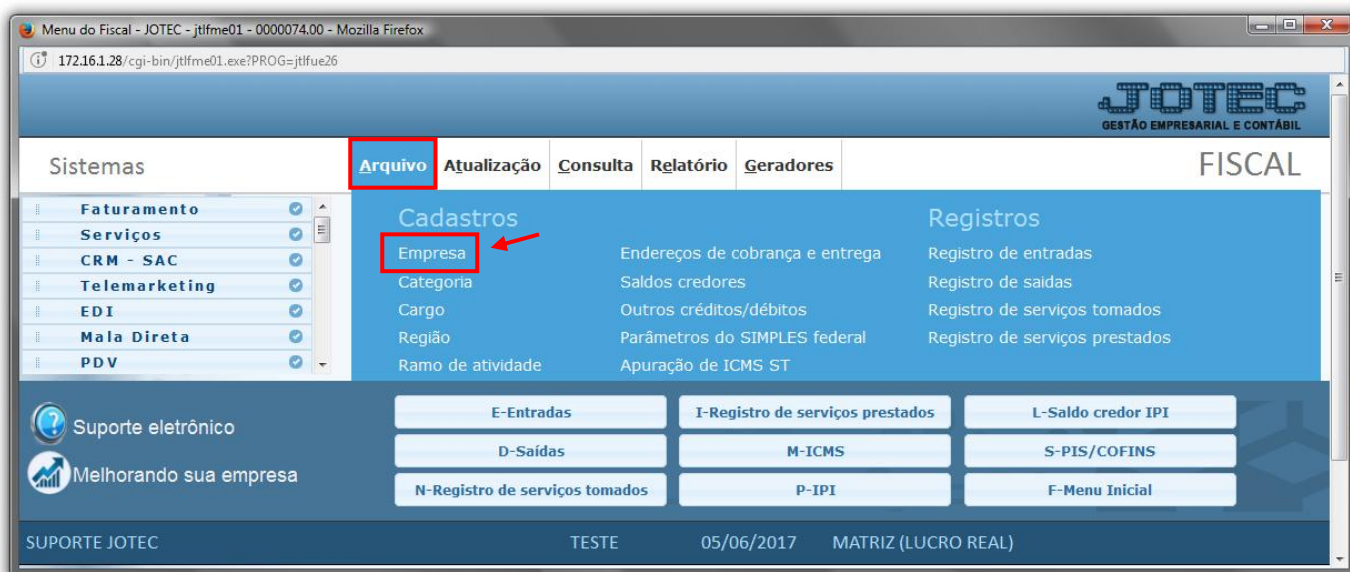 Menu do Fiscal - JOTEC - jtlfme01 - 0000074.00 - Mozilla Firefox
172.16.1.28/cgi-bin/jtlfme01.exe?PROG=jtlfue26
JOTEC
GESTÃO EMPRESARIAL E CONTÁBIL
Sistemas
Arquivo Atualização Consulta Relatório Geradores
FISCAL
Faturamento
Serviços
CRM - SAC
Telemarketing
EDI
Mala Direta
PDV
Cadastros
Empresa
Categoria
Cargo
Região
Ramo de atividade
Endereços de cobrança e entrega
Saldos credores
Outros créditos/débitos
Parâmetros do SIMPLES federal
Apuração de ICMS ST
Registros
Registro de entradas
Registro de saidas
Registro de serviços tomados
Registro de serviços prestados
Suporte eletrônico
Melhorando sua empresa
E-Entradas I-Registro de serviços prestados L-Saldo credor IPI
D-Saídas M-ICMS S-PIS/COFINS
N-Registro de serviços tomados P-IPI F-Menu Inicial
SUPORTE JOTEC TESTE 05/06/2017 MATRIZ (LUCRO REAL)